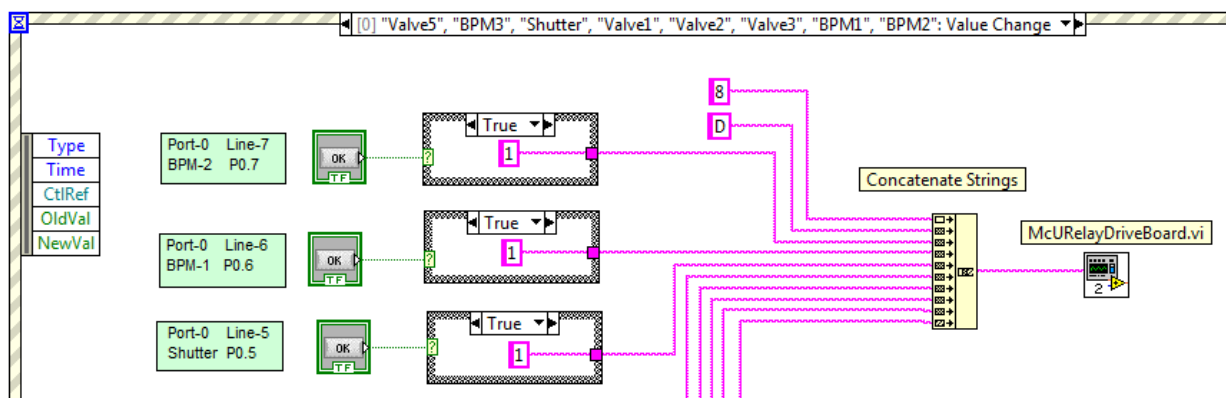 [0] "Valve5", "BPM3", "Shutter", "Valve1", "Valve2", "Valve3", "BPM1", "BPM2": Value Change
8
D
Type
Time
CtlRef
OldVal
NewVal
Port-0 Line-7
BPM-2 P0.7
OK
TF
True
?
1
Concatenate Strings
McURelayDriveBoard.vi
2
Port-0 Line-6
BPM-1 P0.6
OK
TF
True
?
1
Port-0 Line-5
Shutter P0.5
OK
TF
True
?
1